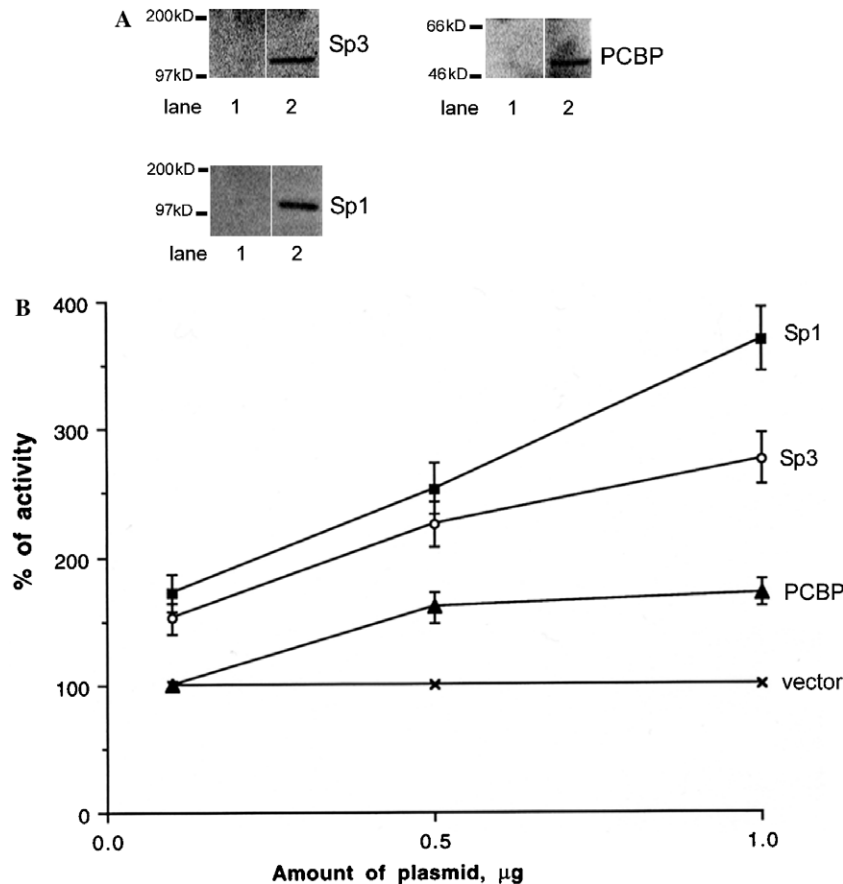 A
200kD
Sp3
97kD
lane 1 2
66kD
PCBP
46kD
lane 1 2
200kD
97kD
Sp1
lane 1 2
B
400
300
200
100
0
% of activity
Sp1
Sp3
PCBP
vector
0.0 0.5 1.0
Amount of plasmid, µg